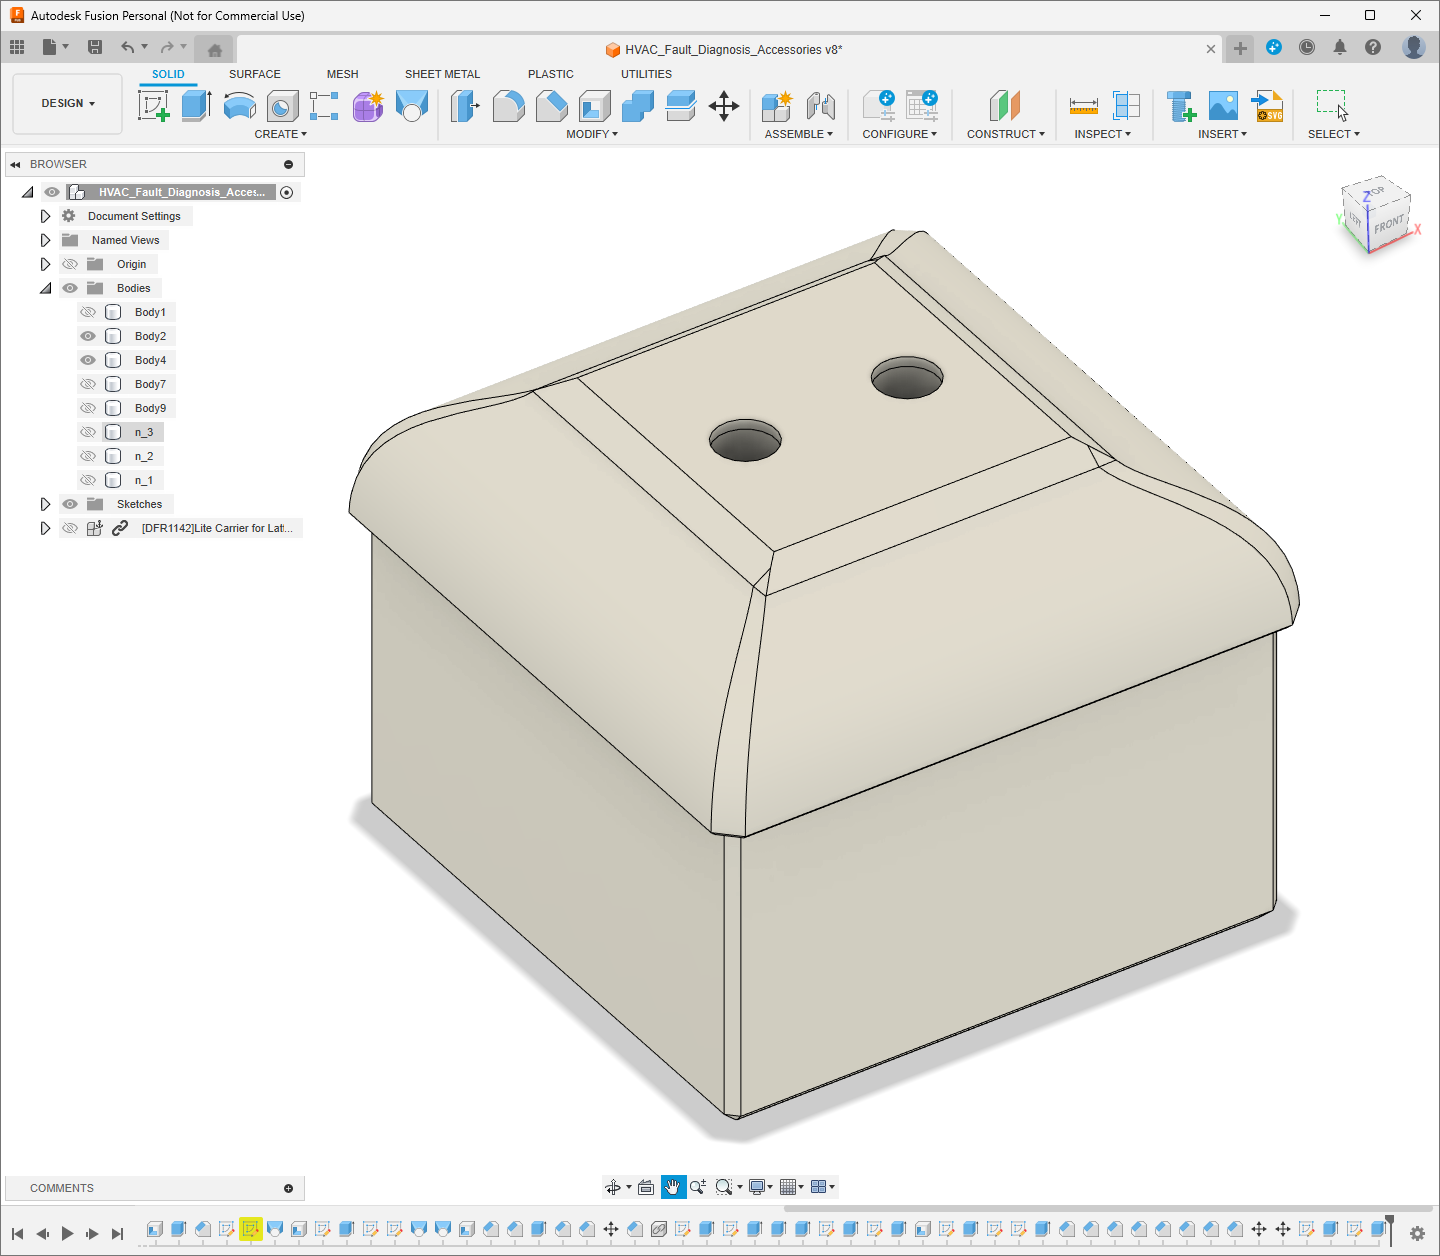 Autodesk Fusion Personal (Not for Commercial Use)
HVAC_Fault_Diagnosis_Accessories v8*
SOLID SURFACE MESH SHEET METAL PLASTIC UTILITIES
DESIGN
CREATE MODIFY ASSEMBLE CONFIGURE CONSTRUCT INSPECT INSERT SELECT
SVG
BROWSER
HVAC_Fault_Diagnosis_Acces...
Document Settings
Named Views
Origin
Bodies
Body1
Body2
Body4
Body7
Body9
n_3
n_2
n_1
Sketches
[DFR1142]Lite Carrier for Lat...
TOP
Z
LEFT FRONT
Y
X
COMMENTS